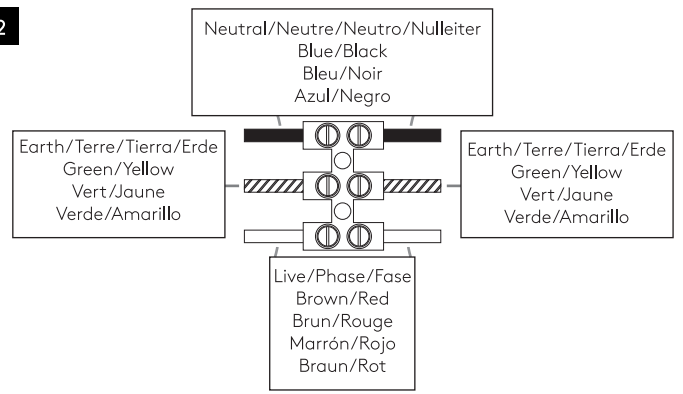 2
Neutral/Neutre/Neutro/Nulleiter
Blue/Black
Bleu/Noir
Azul/Negro
Earth/Terre/Tierra/Erde
Green/Yellow
Vert/Jaune
Verde/Amarillo
Earth/Terre/Tierra/Erde
Green/Yellow
Vert/Jaune
Verde/Amarillo
Live/Phase/Fase
Brown/Red
Brun/Rouge
Marrón/Rojo
Braun/Rot